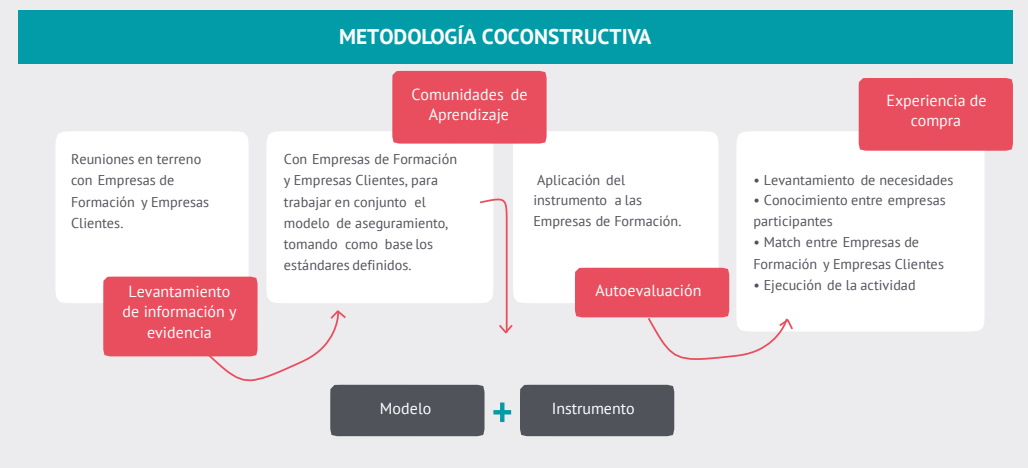 METODOLOGÍA COCONSTRUCTIVA
Reuniones en terreno
con Empresas de
Formación y Empresas
Clientes.
Levantamiento
de información y
evidencia
Comunidades de
Aprendizaje
Con Empresas de Formación
y Empresas Clientes, para
trabajar en conjunto el
modelo de aseguramiento,
tomando como base los
estándares definidos.
Aplicación del
instrumento a las
Empresas de Formación.
Autoevaluación
Experiencia de
compra
• Levantamiento de necesidades
• Conocimiento entre empresas
participantes
• Match entre Empresas de
Formación y Empresas Clientes
• Ejecución de la actividad
Modelo + Instrumento